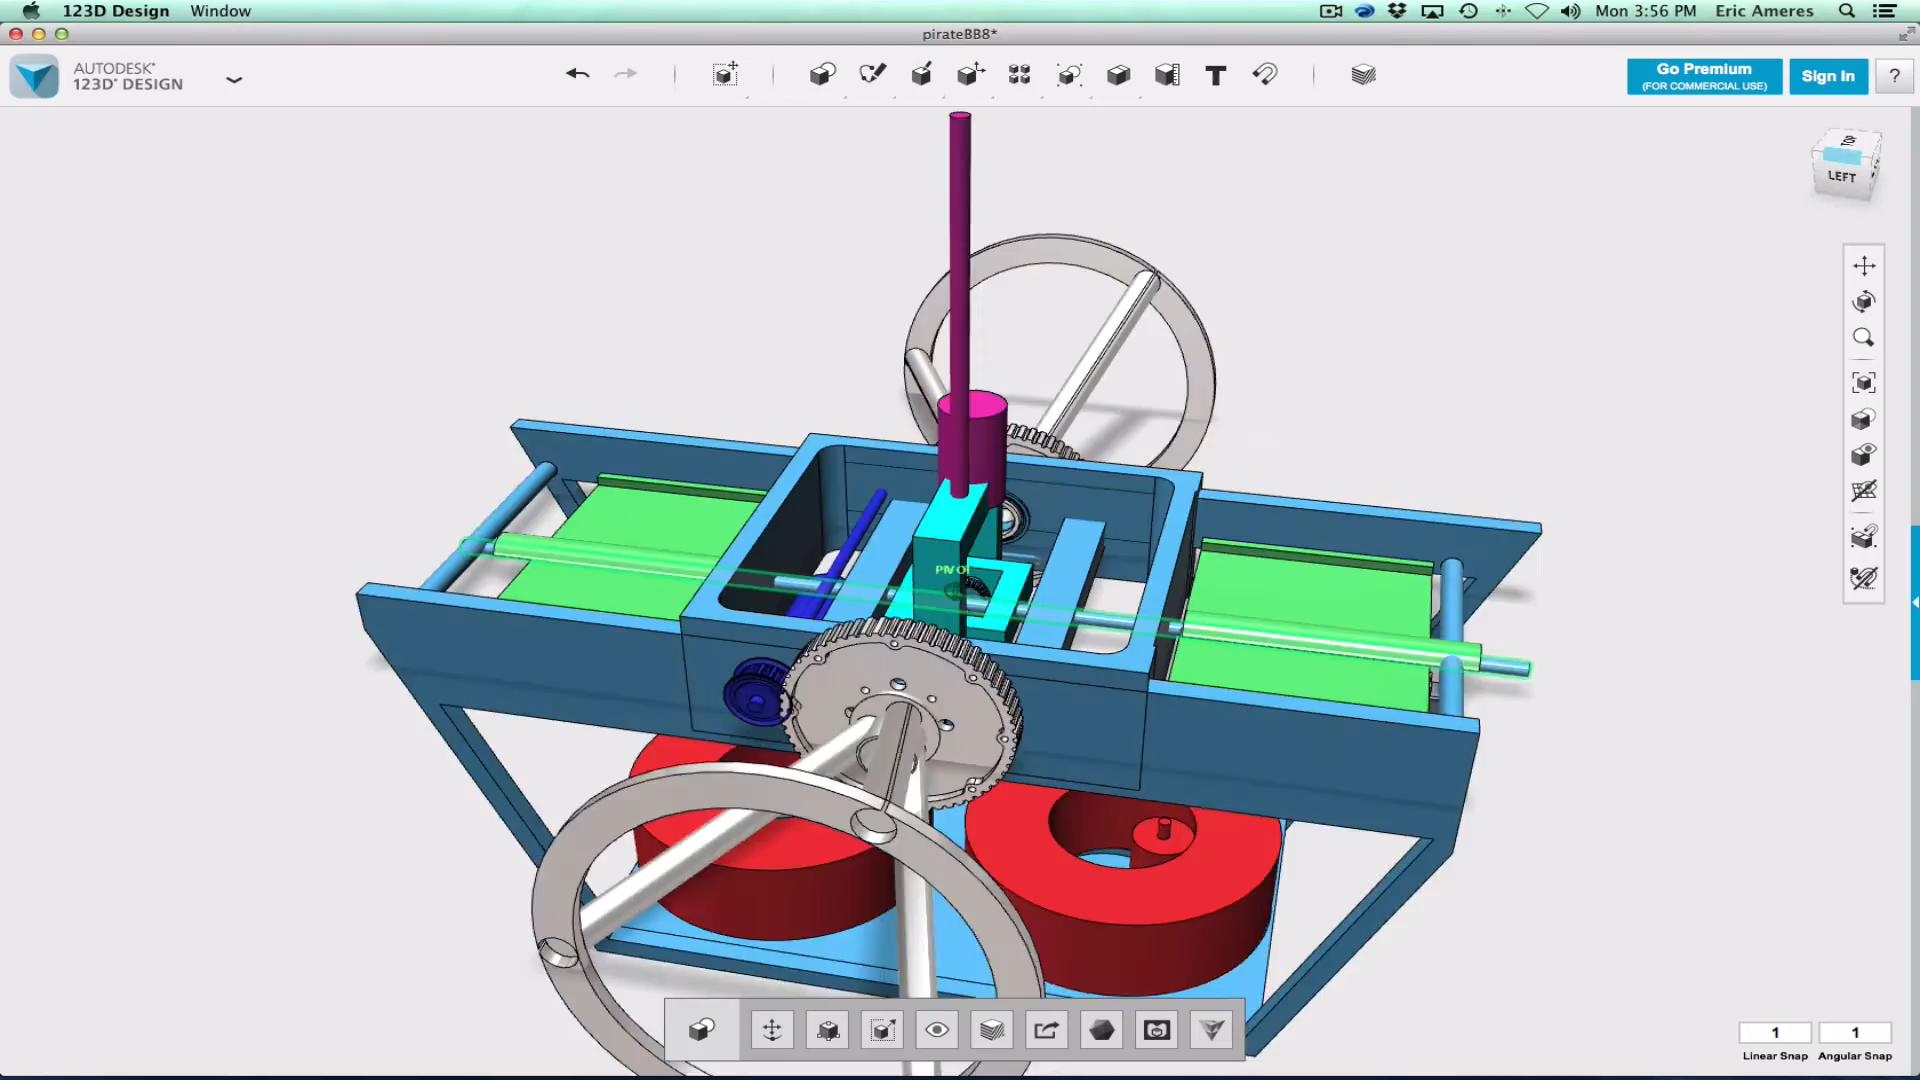 123D Design Window
Mon 3:56 PM Eric Ameres
pirateBB8*
AUTODESK®
123D® DESIGN
T
Go Premium
(FOR COMMERCIAL USE)
Sign In
?
TOP
LEFT
PIVOT
1 1
Linear Snap Angular Snap